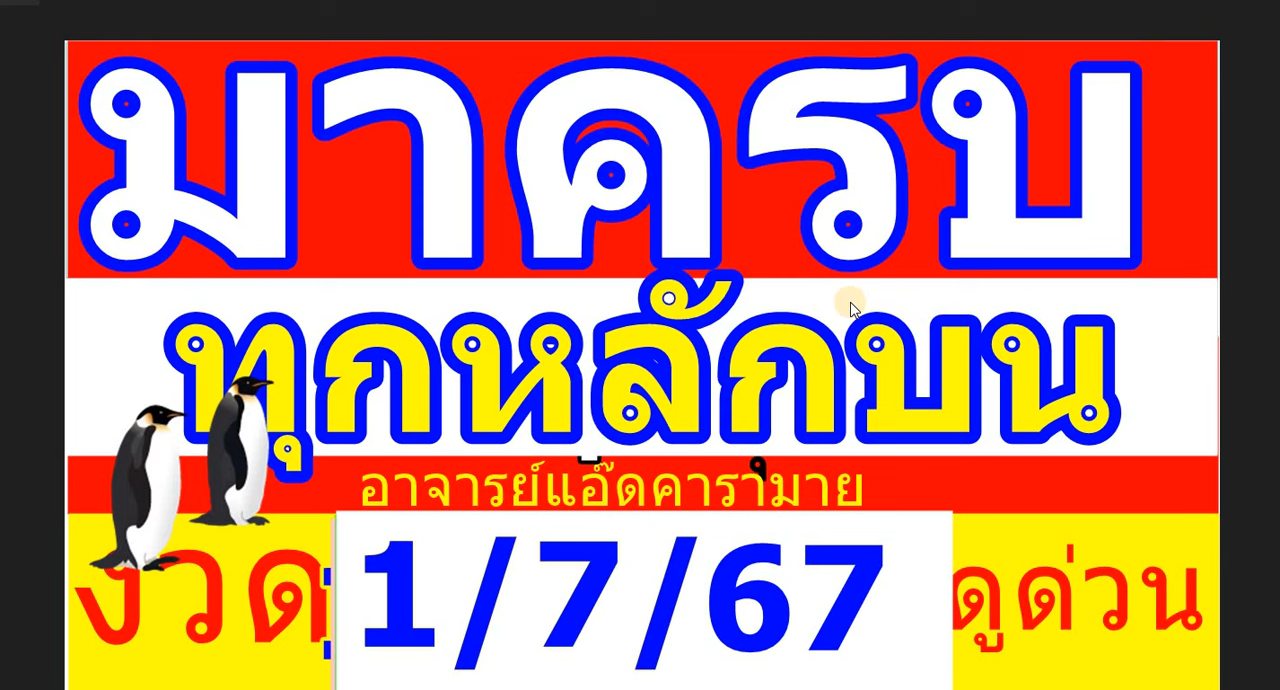 มาครบ
ทุกหลักบน
อาจารย์แอ๊ดคารามาย
งวด 1/7/67 ดูด่วน